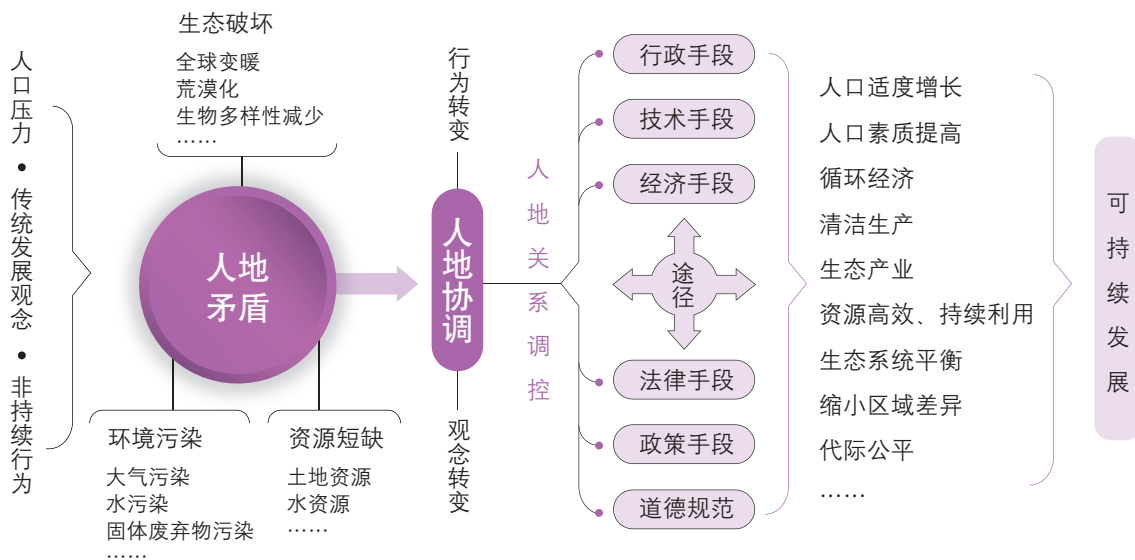 人口压力 • 传统发展观念 • 非持续行为
生态破坏
全球变暖
荒漠化
生物多样性减少
……
人地
矛盾
环境污染
大气污染
水污染
固体废弃物污染
……
资源短缺
土地资源
水资源
……
行为转变
人地协调
观念转变
人地关系调控
行政手段
技术手段
经济手段
途径
法律手段
政策手段
道德规范
人口适度增长
人口素质提高
循环经济
清洁生产
生态产业
资源高效、持续利用
生态系统平衡
缩小区域差异
代际公平
……
可持续发展